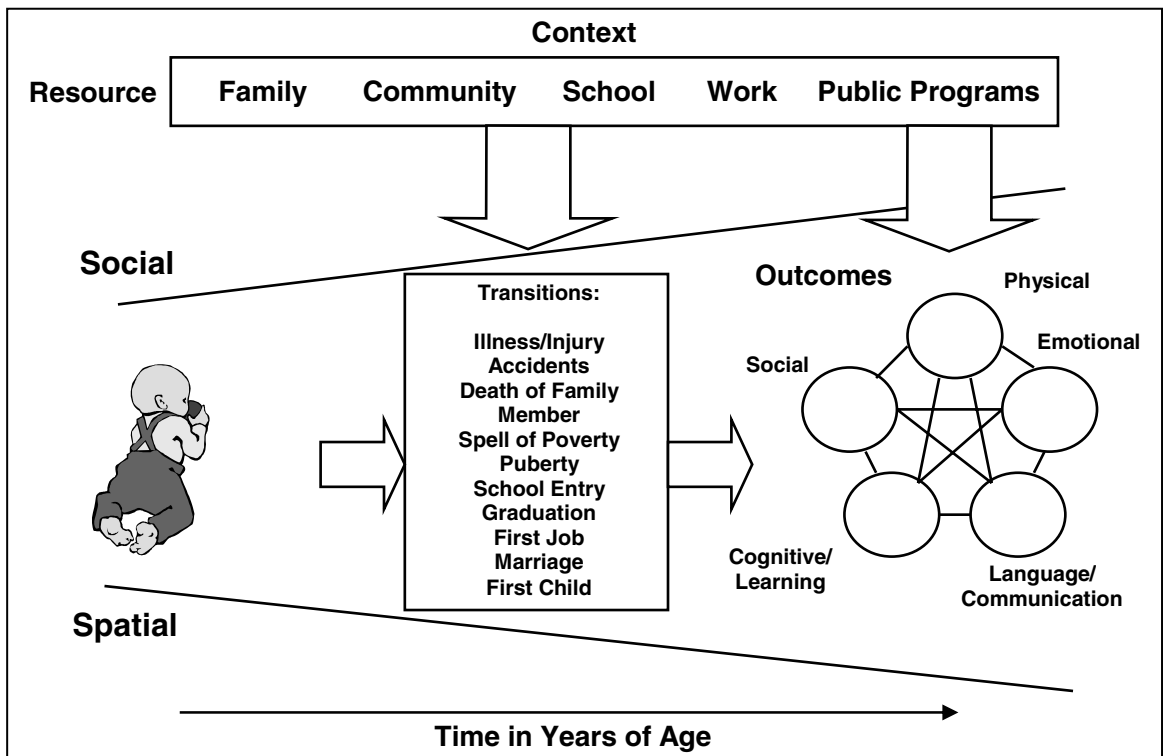 Context
Resource
Family Community School Work Public Programs
Social
Transitions:
Illness/Injury
Accidents
Death of Family
Member
Spell of Poverty
Puberty
School Entry
Graduation
First Job
Marriage
First Child
Outcomes
Physical
Emotional
Social
Cognitive/
Learning
Language/
Communication
Spatial
Time in Years of Age